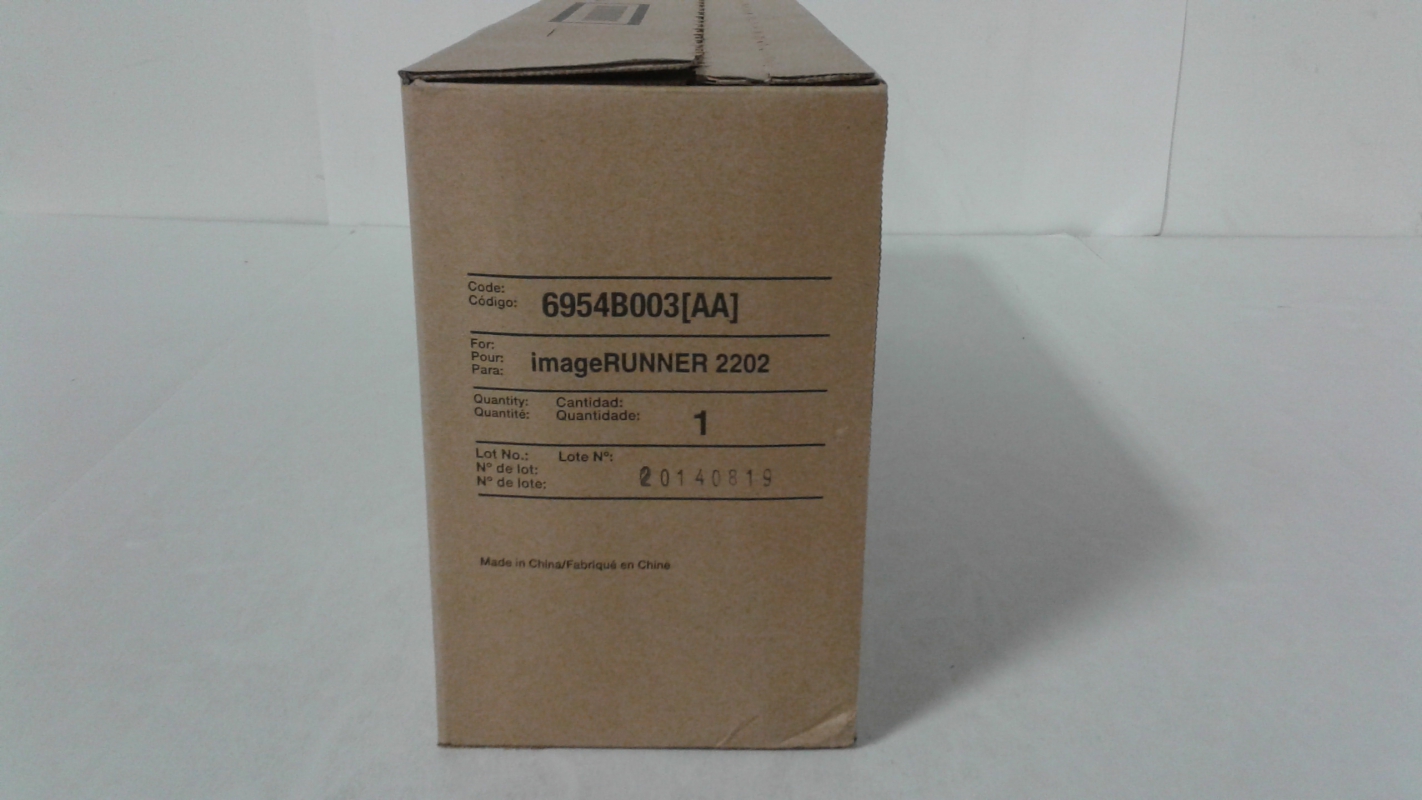 Code:
Código: 6954B003[AA]
For:
Pour: imageRUNNER 2202
Para:
Quantity: Cantidad:
Quantité: Quantidade: 1
Lot No.: Lote Nº:
Nº de lot:
Nº de lote: 20140819
Made in China/Fabriqué en Chine